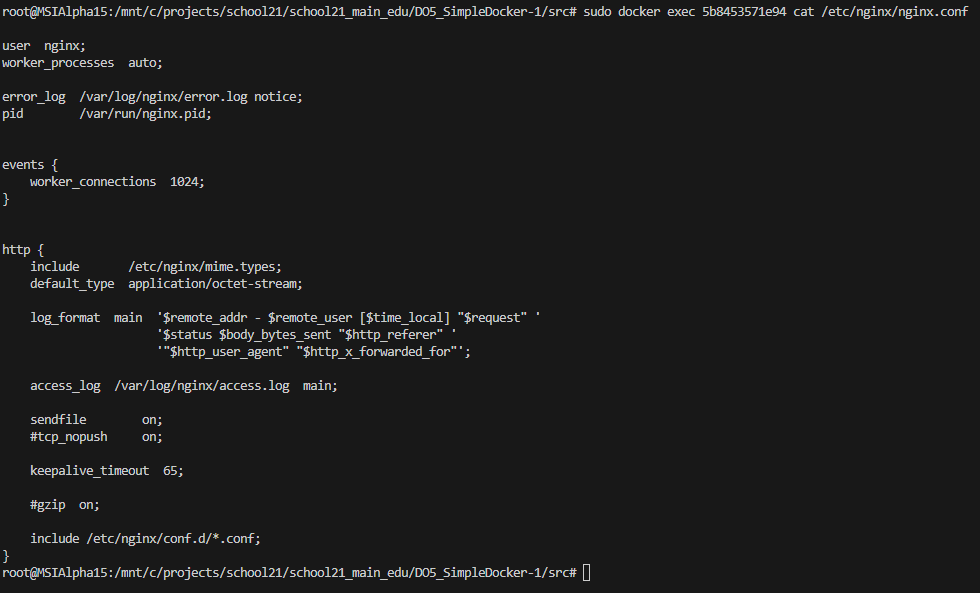 root@MSIAlpha15:/mnt/c/projects/school21/school21_main_edu/DO5_SimpleDocker-1/src# sudo docker exec 5b8453571e94 cat /etc/nginx/nginx.conf
user  nginx;
worker_processes  auto;
error_log  /var/log/nginx/error.log notice;
pid        /var/run/nginx.pid;
events {
    worker_connections  1024;
}
http {
    include       /etc/nginx/mime.types;
    default_type  application/octet-stream;
    log_format  main  '$remote_addr - $remote_user [$time_local] "$request" '
                      '$status $body_bytes_sent "$http_referer" '
                      '"$http_user_agent" "$http_x_forwarded_for"';
    access_log  /var/log/nginx/access.log  main;
    sendfile        on;
    #tcp_nopush     on;
    keepalive_timeout  65;
    #gzip  on;
    include /etc/nginx/conf.d/*.conf;
}
root@MSIAlpha15:/mnt/c/projects/school21/school21_main_edu/DO5_SimpleDocker-1/src#